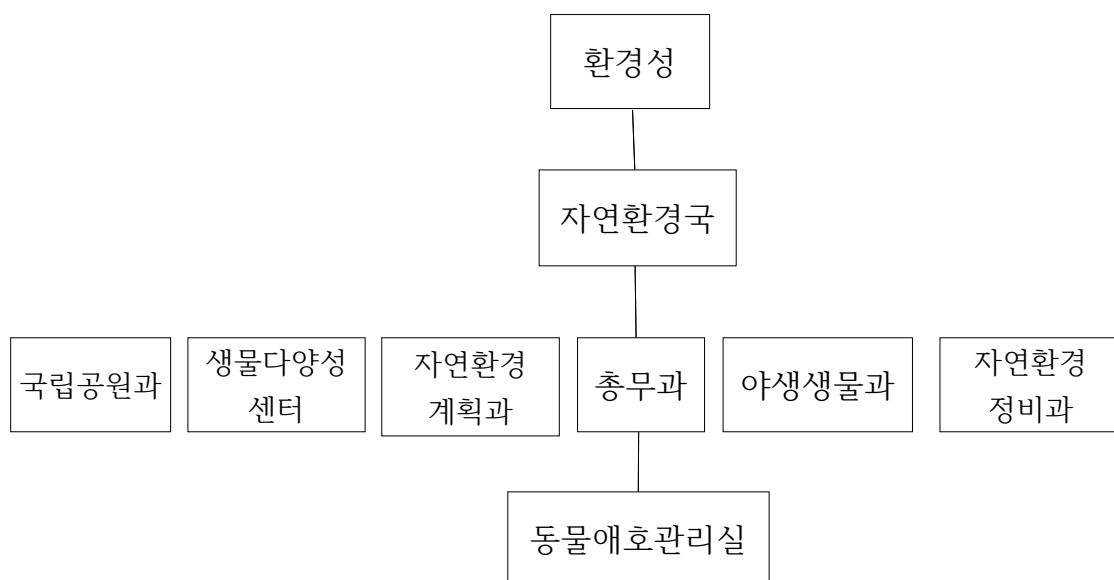 환경성
자연환경국
국립공원과
생물다양성
센터
자연환경
계획과
총무과
야생생물과
자연환경
정비과
동물애호관리실